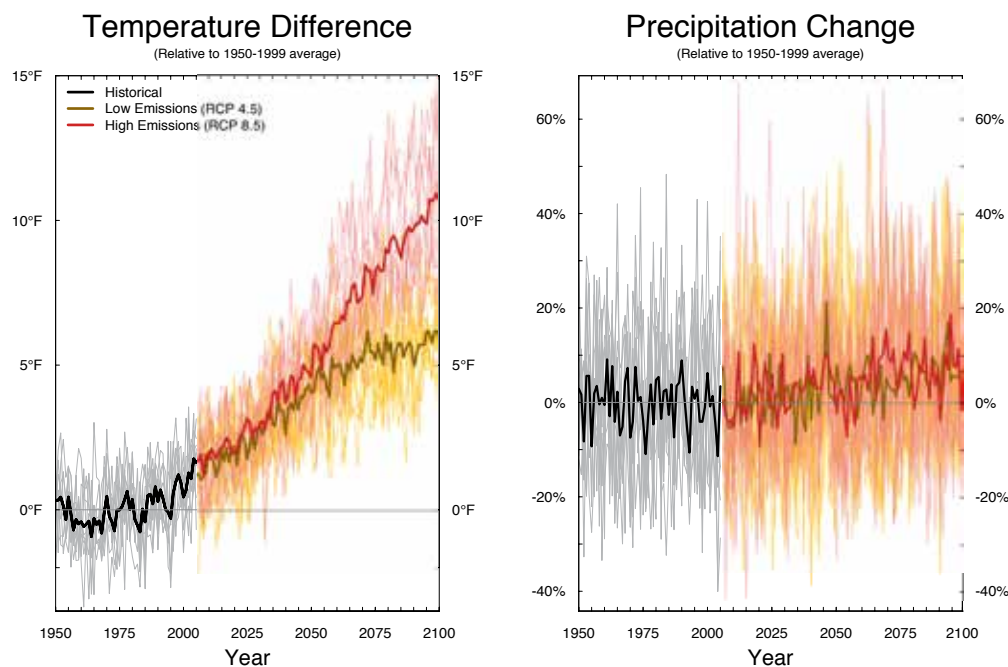 Temperature Difference
(Relative to 1950-1999 average)
15°F
15°F
Historical
Low Emissions (RCP 4.5)
High Emissions (RCP 8.5)
10°F
10°F
5°F
5°F
0°F
0°F
1950
1975
2000
2025
2050
2075
2100
Year
Precipitation Change
(Relative to 1950-1999 average)
60%
60%
40%
40%
20%
20%
0%
0%
-20%
-20%
-40%
-40%
1950
1975
2000
2025
2050
2075
2100
Year